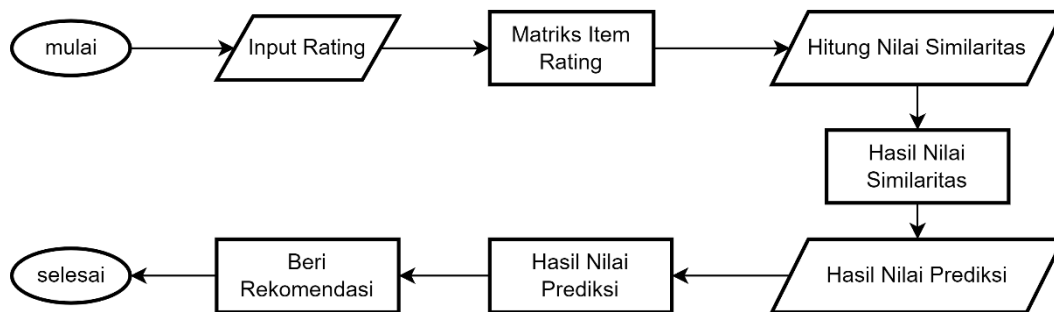 mulai
Input Rating
Matriks Item
Rating
Hitung Nilai Similaritas
Hasil Nilai
Similaritas
Hasil Nilai Prediksi
Hasil Nilai
Prediksi
Beri
Rekomendasi
selesai